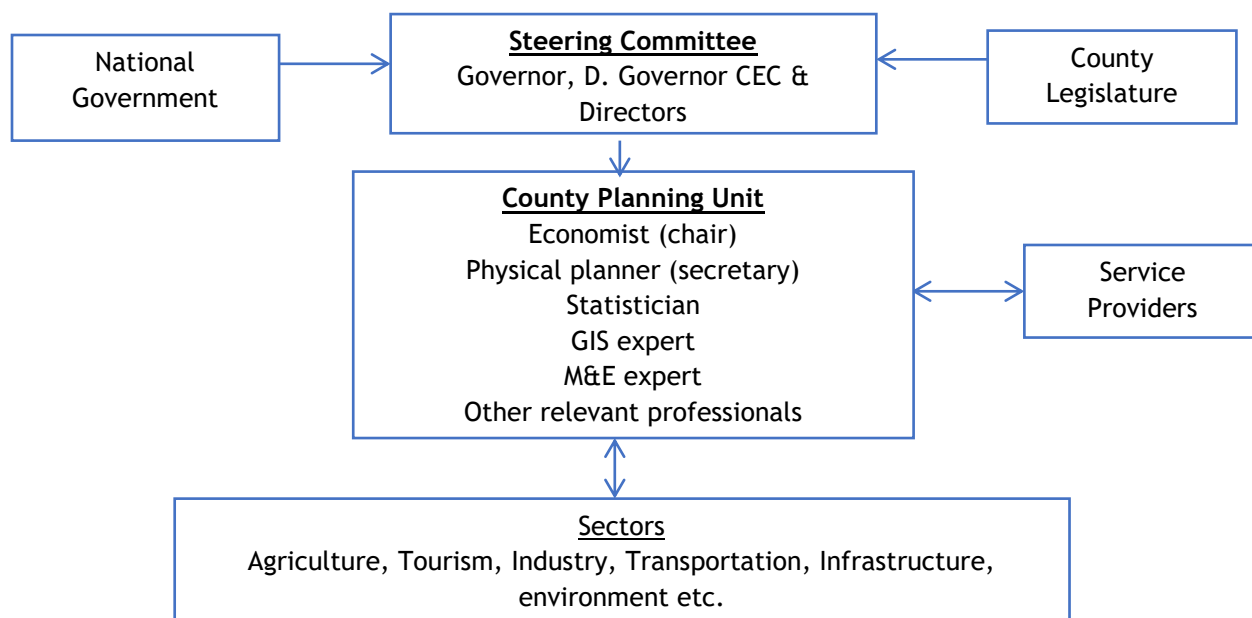 National
Government
Steering Committee
Governor, D. Governor CEC &
Directors
County
Legislature
County Planning Unit
Economist (chair)
Physical planner (secretary)
Statistician
GIS expert
M&E expert
Other relevant professionals
Service
Providers
Sectors
Agriculture, Tourism, Industry, Transportation, Infrastructure,
environment etc.